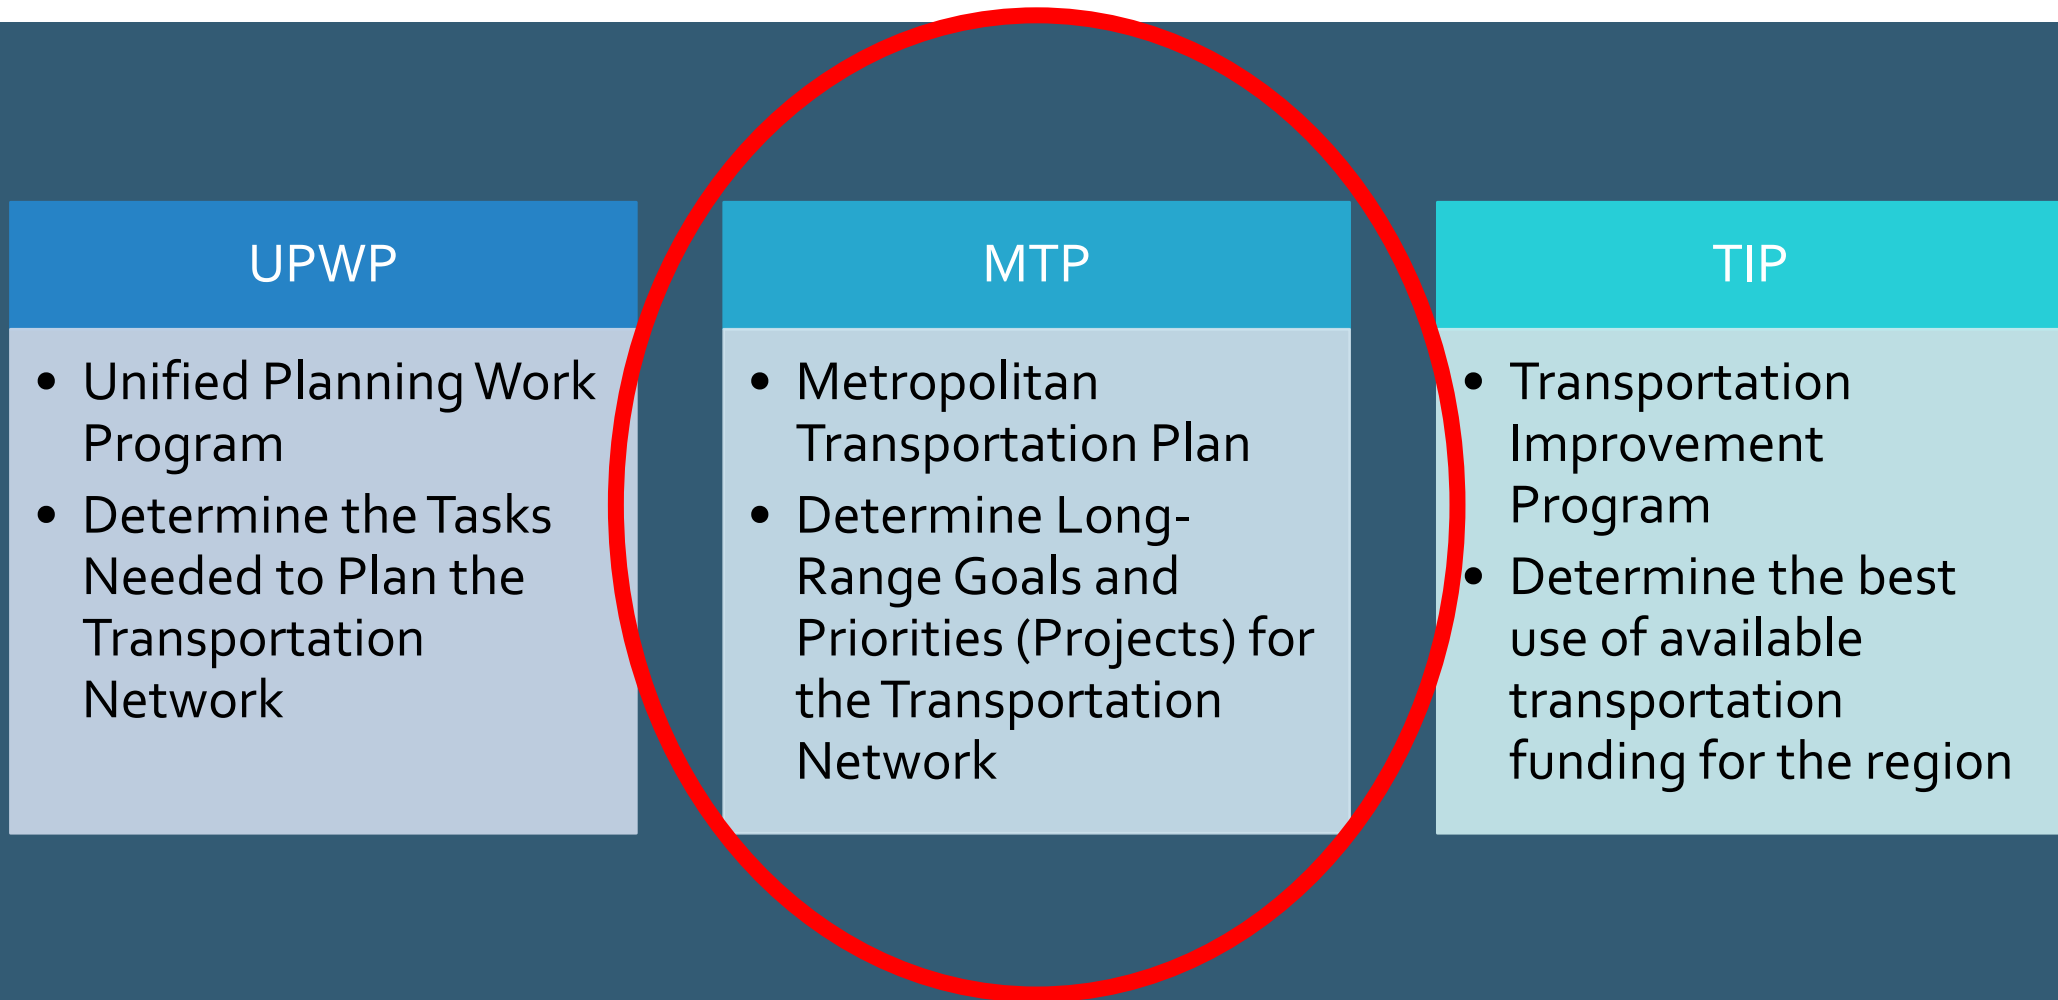 UPWP
• Unified Planning Work
Program
• Determine the Tasks
Needed to Plan the
Transportation
Network
MTP
• Metropolitan
Transportation Plan
• Determine Long-
Range Goals and
Priorities (Projects) for
the Transportation
Network
TIP
• Transportation
Improvement
Program
• Determine the best
use of available
transportation
funding for the region